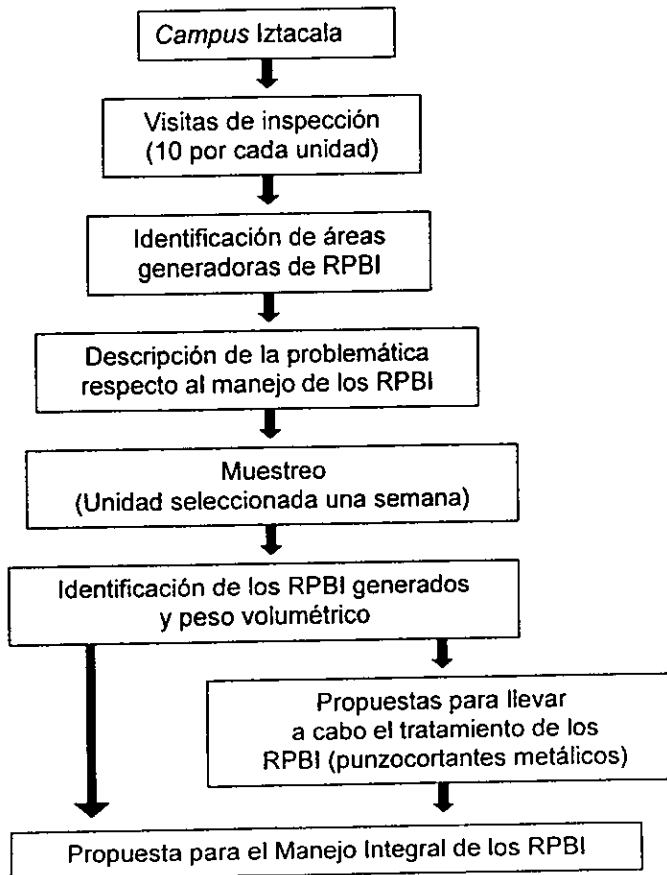 Campus Iztacala
Visitas de inspección
(10 por cada unidad)
Identificación de áreas
generadoras de RPBI
Descripción de la problemática
respecto al manejo de los RPBI
Muestreo
(Unidad seleccionada una semana)
Identificación de los RPBI generados
y peso volumétrico
Propuestas para llevar
a cabo el tratamiento de los
RPBI (punzocortantes metálicos)
Propuesta para el Manejo Integral de los RPBI